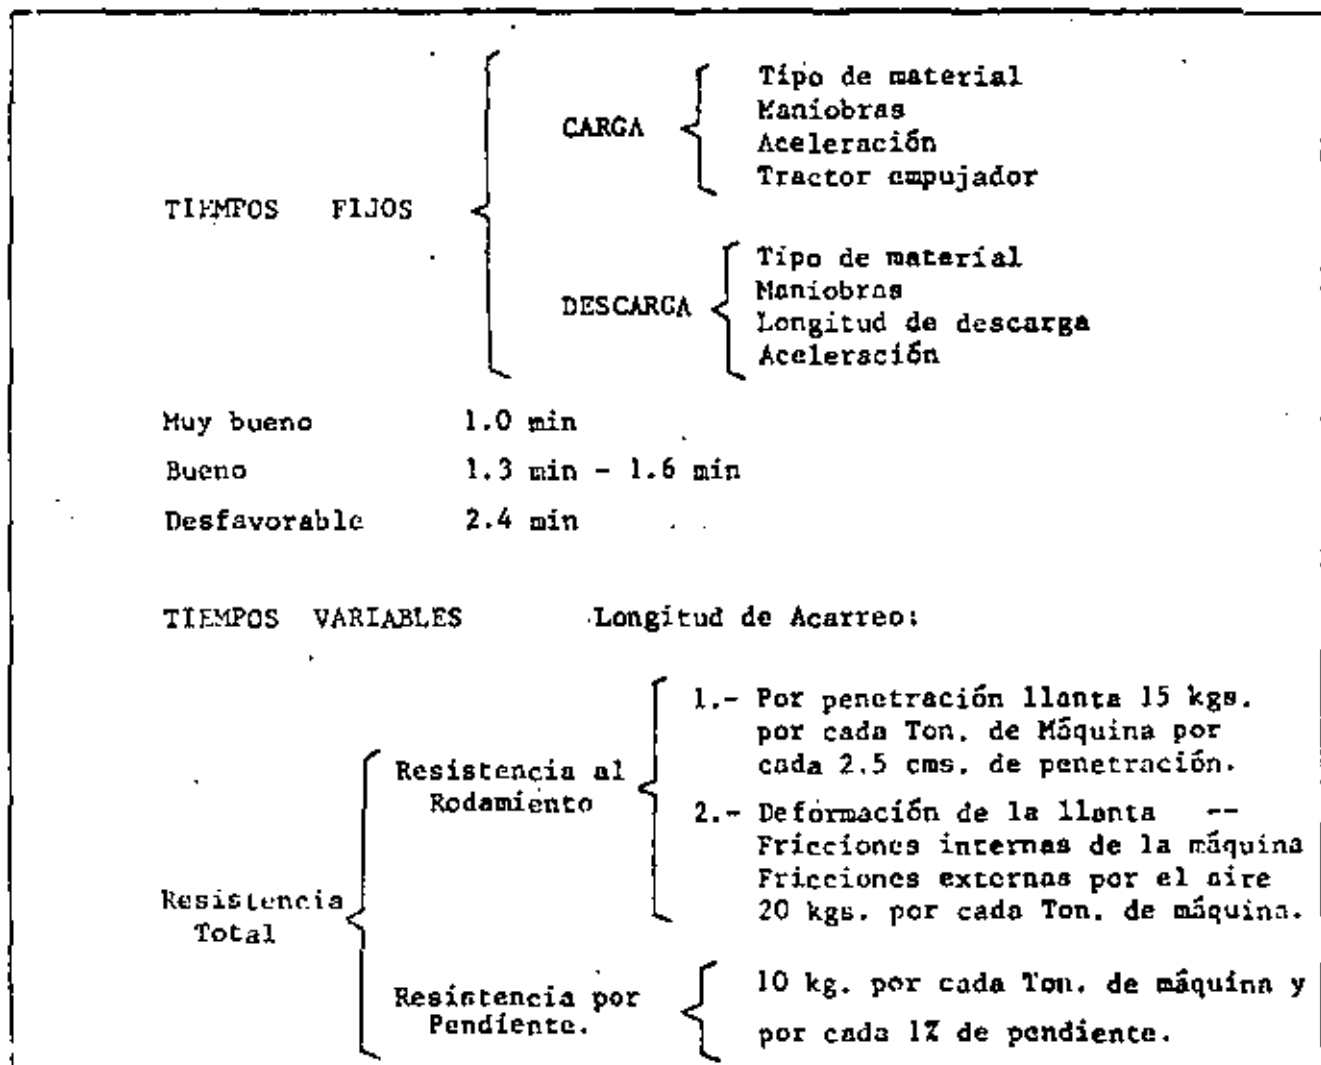 TIEMPOS FIJOS
CARGA
Tipo de material
Maniobras
Aceleración
Tractor empujador
DESCARGA
Tipo de material
Maniobras
Longitud de descarga
Aceleración
Muy bueno 1.0 min
Bueno 1.3 min - 1.6 min
Desfavorable 2.4 min
TIEMPOS VARIABLES Longitud de Acarreo:
Resistencia
Total
Resistencia al
Rodamiento
1.- Por penetración llanta 15 kgs.
por cada Ton. de Máquina por
cada 2.5 cms. de penetración.
2.- Deformación de la llanta --
Fricciones internas de la máquina
Fricciones externas por el aire
20 kgs. por cada Ton. de máquina.
Resistencia por
Pendiente.
10 kg. por cada Ton. de máquina y
por cada 1% de pendiente.